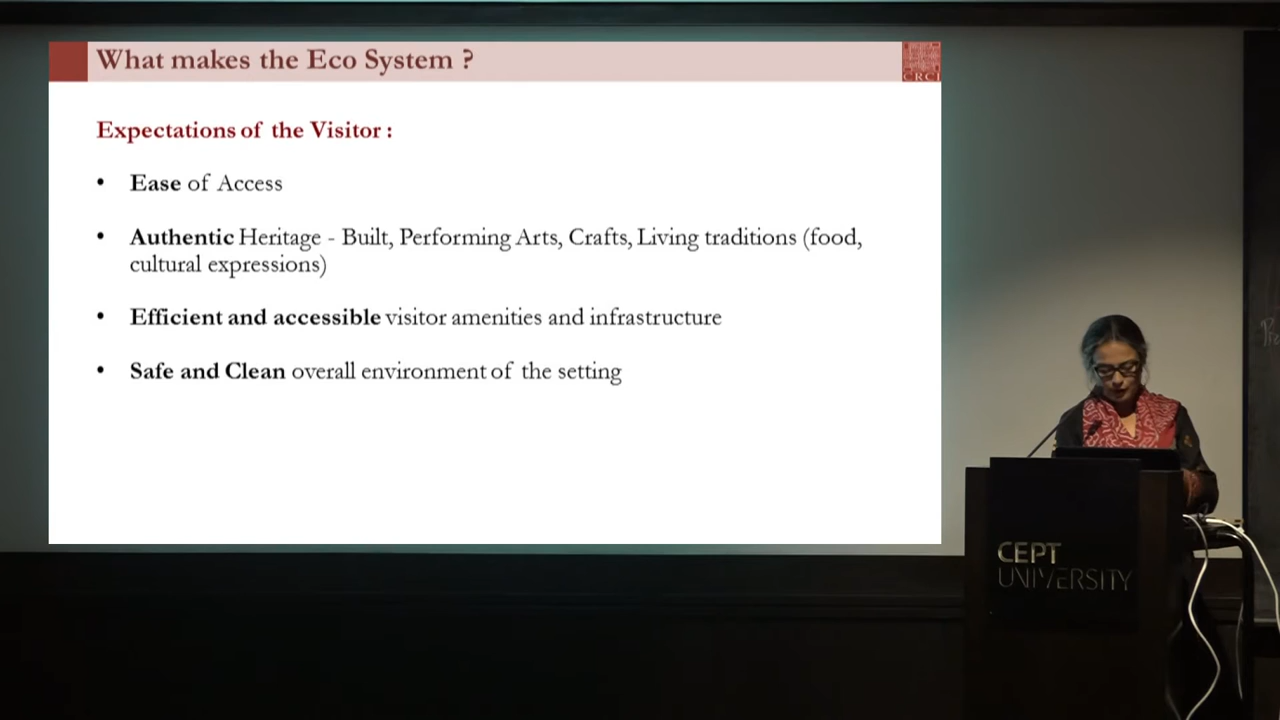 What makes the Eco System ?
CRCI
Expectations of the Visitor :
• Ease of Access
• Authentic Heritage - Built, Performing Arts, Crafts, Living traditions (food,
cultural expressions)
• Efficient and accessible visitor amenities and infrastructure
• Safe and Clean overall environment of the setting
CEPT
UNIVERSITY